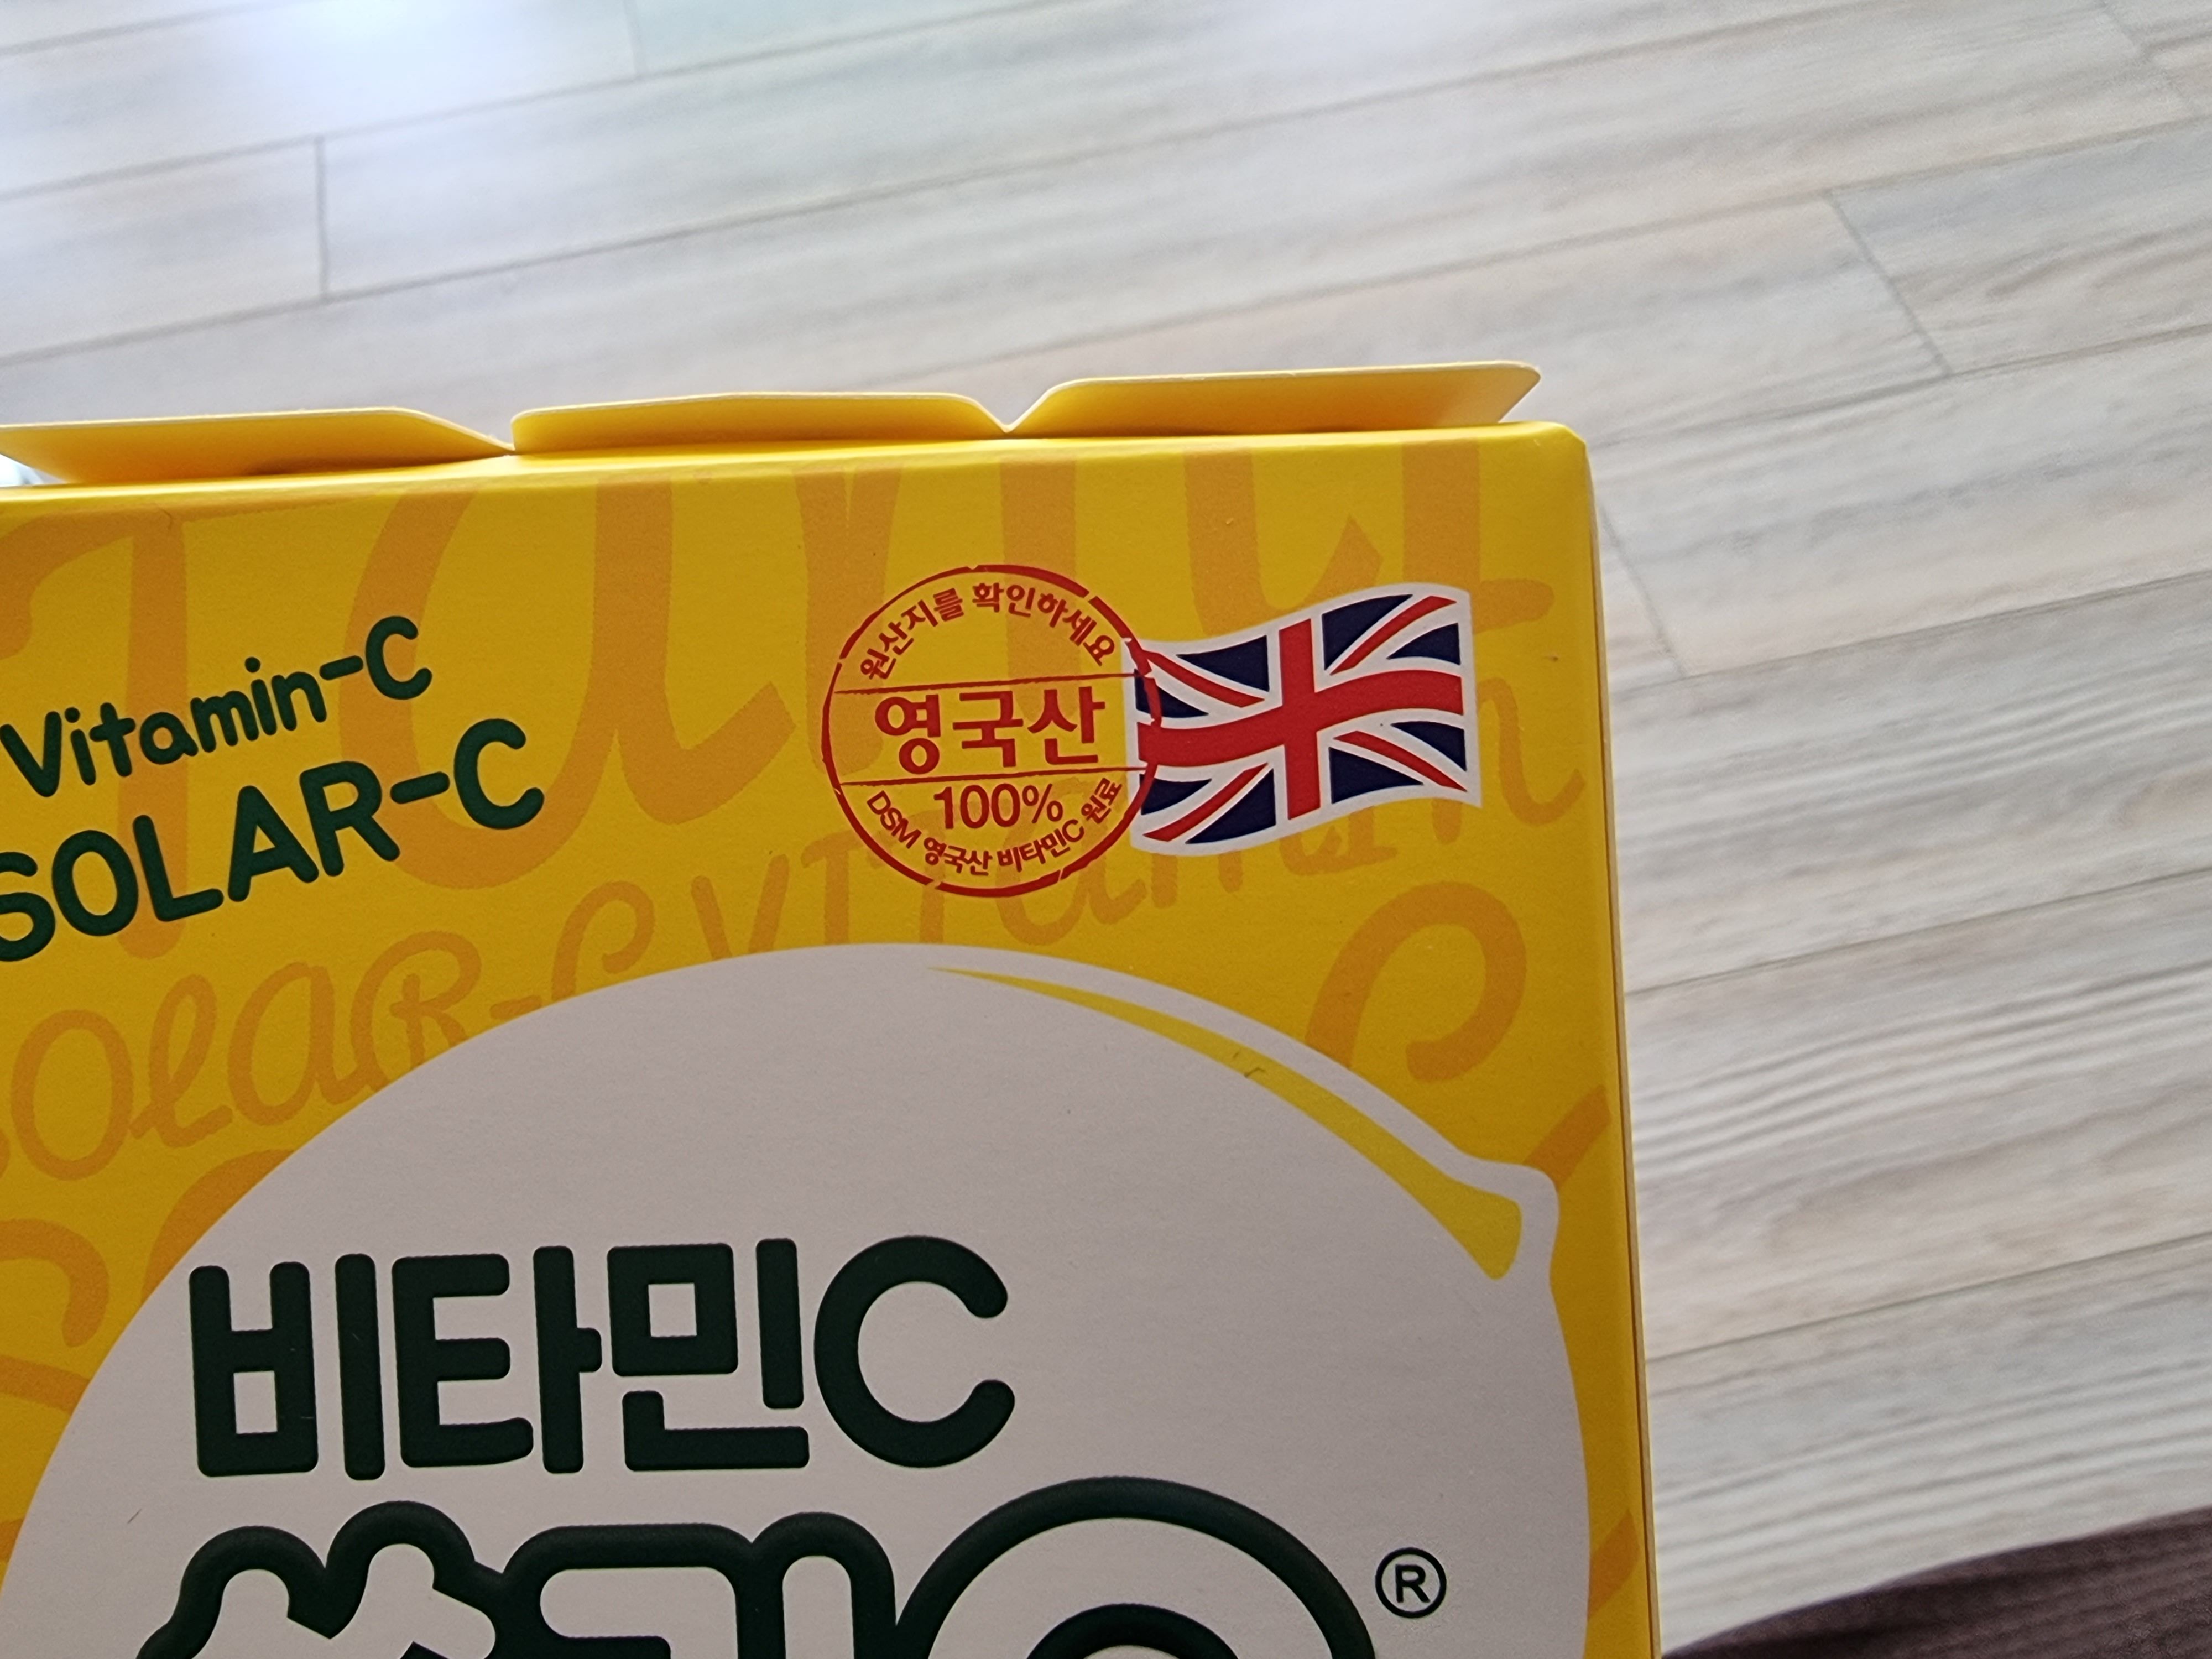 Vitamin-C
SOLAR-C
원산지를 확인하세요
영국산
100%
DSM 영국산 비타민C 원료
비타민C
®